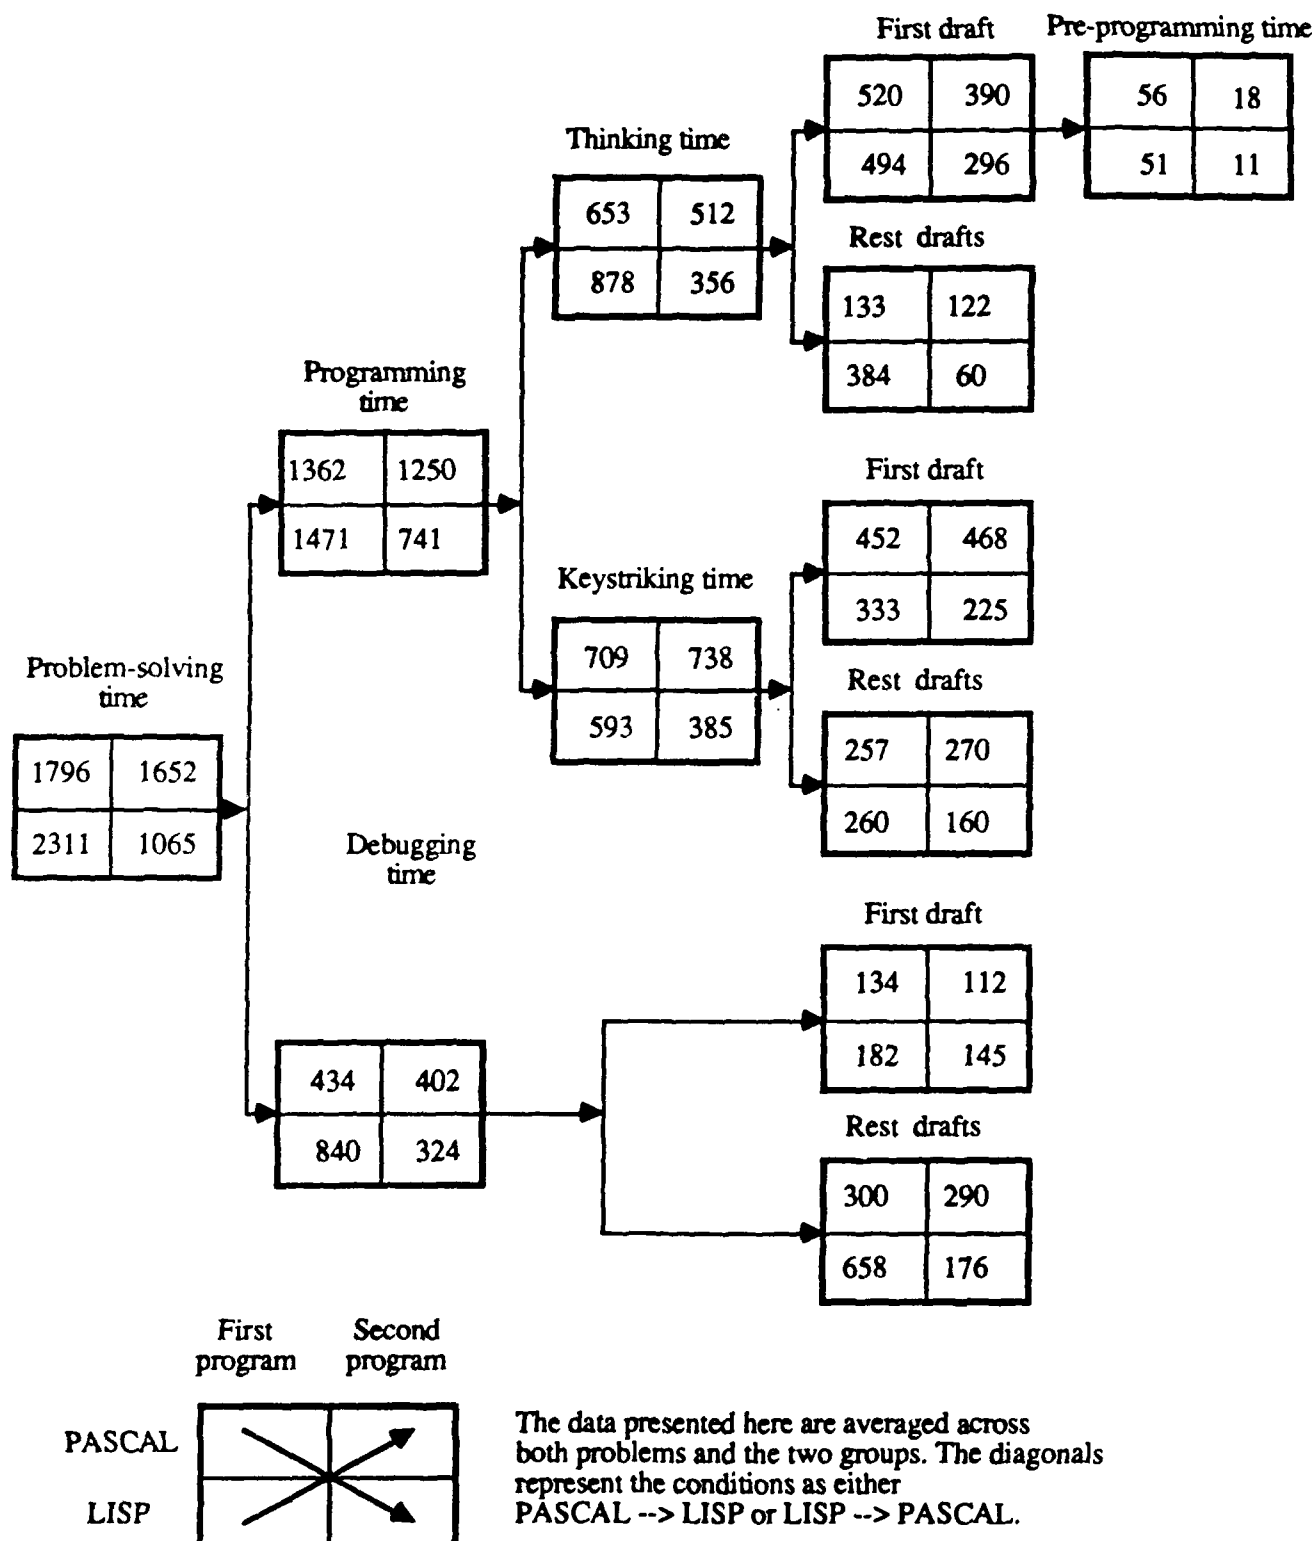 First draft
Pre-programming time
520 390
494 296
56 18
51 11
Thinking time
653 512
878 356
Rest drafts
133 122
384 60
Programming
time
1362 1250
1471 741
First draft
452 468
333 225
Keystriking time
709 738
593 385
Rest drafts
257 270
260 160
Problem-solving
time
1796 1652
2311 1065
Debugging
time
434 402
840 324
First draft
134 112
182 145
Rest drafts
300 290
658 176
First
program
Second
program
PASCAL
LISP
The data presented here are averaged across
both problems and the two groups. The diagonals
represent the conditions as either
PASCAL --> LISP or LISP --> PASCAL.